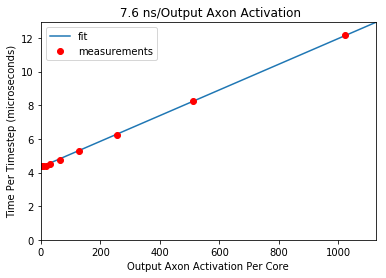 7.6 ns/Output Axon Activation
fit
measurements
Time Per Timestep (microseconds)
12
10
8
6
4
2
0
0 200 400 600 800 1000
Output Axon Activation Per Core